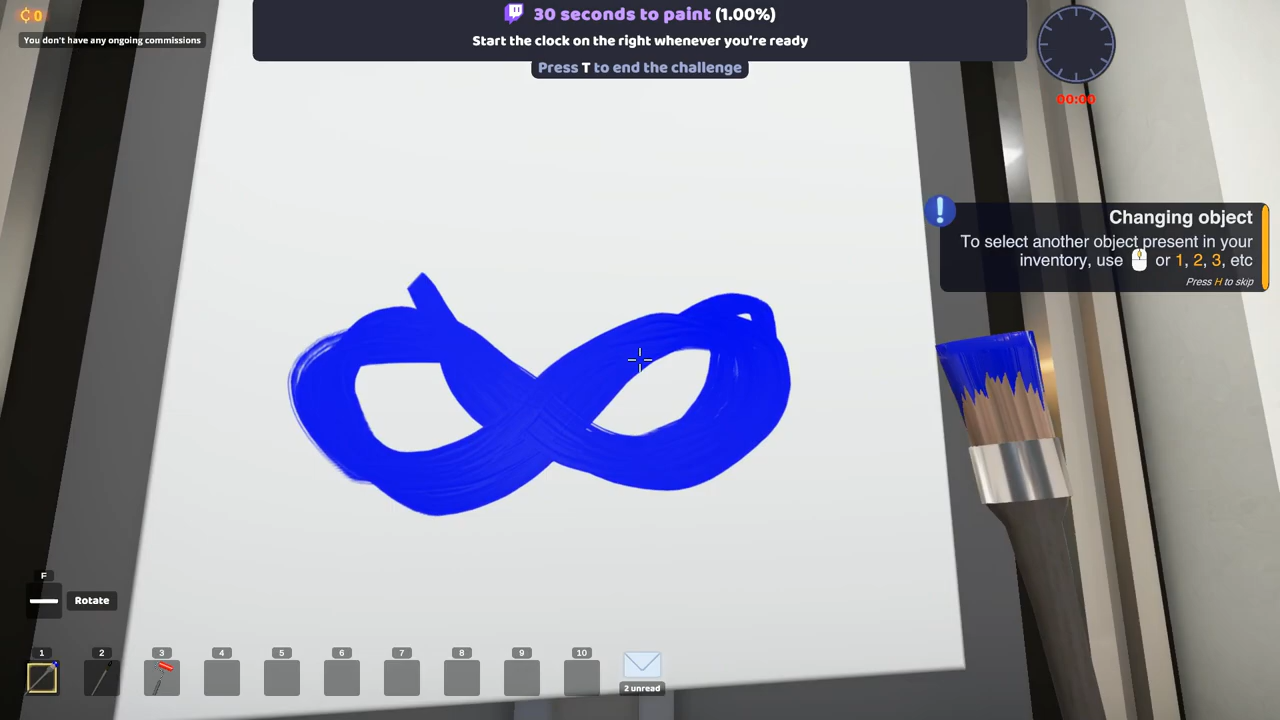 0
You don't have any ongoing commissions
30 seconds to paint (1.00%)
Start the clock on the right whenever you're ready
Press T to end the challenge
00:00
Changing object
To select another object present in your
inventory, use or 1, 2, 3, etc
Press H to skip
F
Rotate
1 2 3 4 5 6 7 8 9 10
2 unread